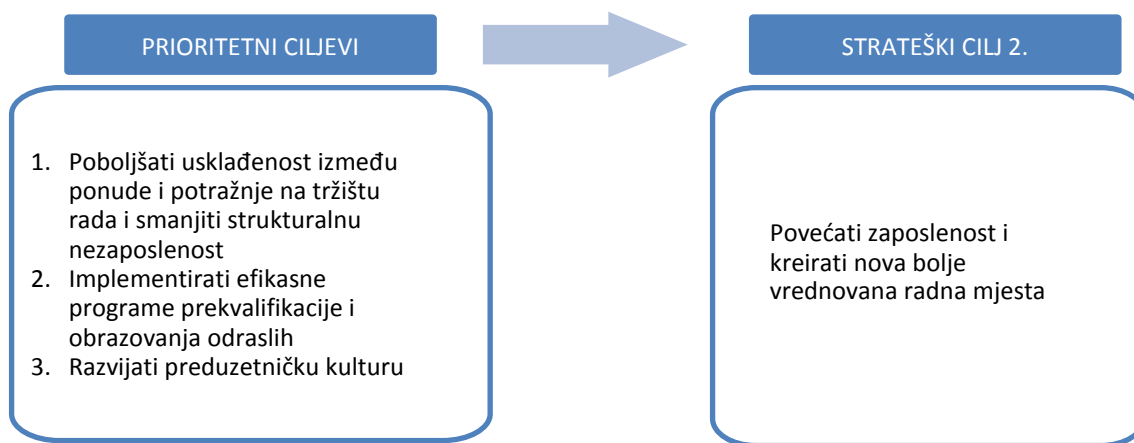 PRIORITETNI CILJEVI
1. Poboljšati usklađenost između
ponude i potražnje na tržištu
rada i smanjiti strukturalnu
nezaposlenost
2. Implementirati efikasne
programe prekvalifikacije i
obrazovanja odraslih
3. Razvijati preduzetničku kulturu
STRATEŠKI CILJ 2.
Povećati zaposlenost i
kreirati nova bolje
vrednovana radna mjesta